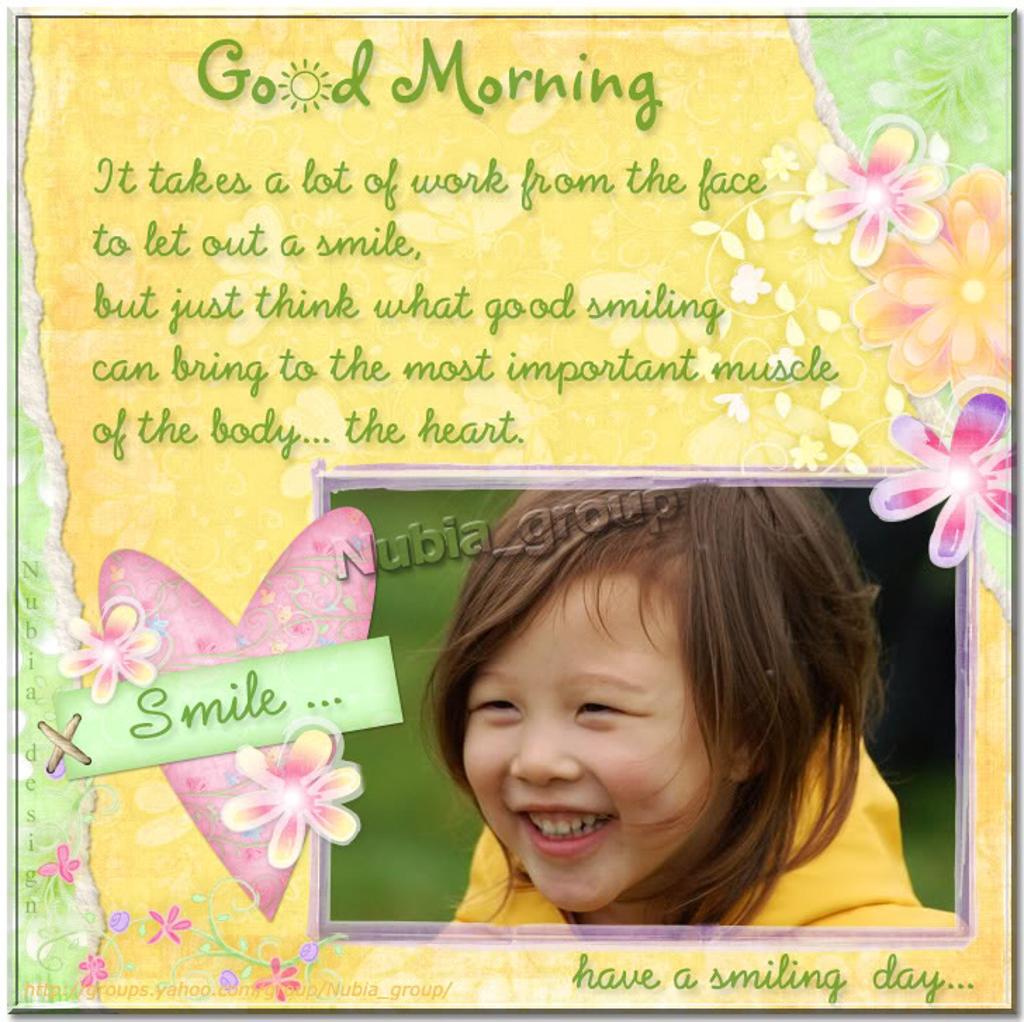 Good Morning
It takes a lot of work from the face
to let out a smile,
but just think what good smiling
can bring to the most important muscle
of the body... the heart.
Nubia_group
Smile ...
Nubia design
have a smiling day...
http://groups.yahoo.com/group/Nubia_group/